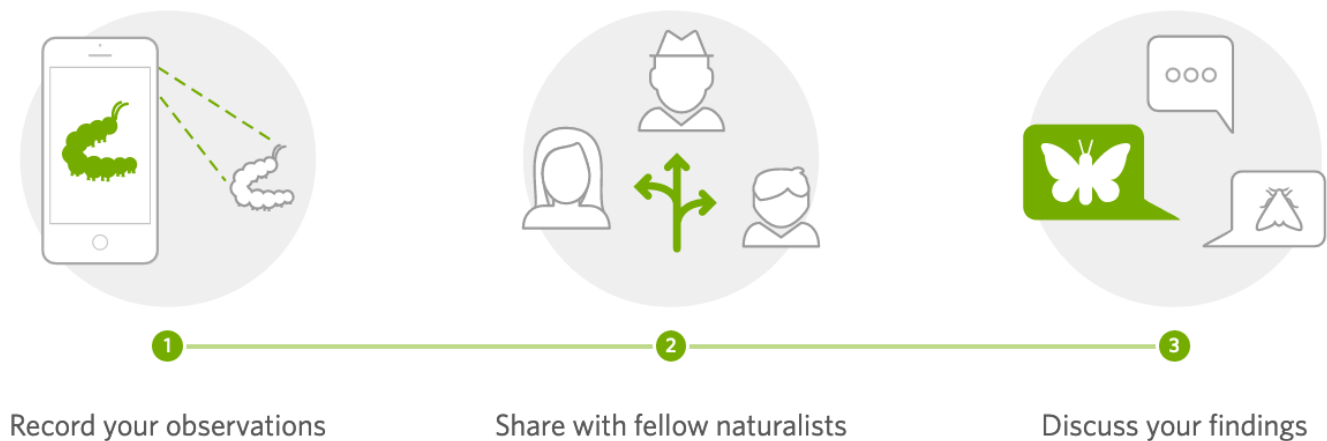 1
2
3
Record your observations
Share with fellow naturalists
Discuss your findings